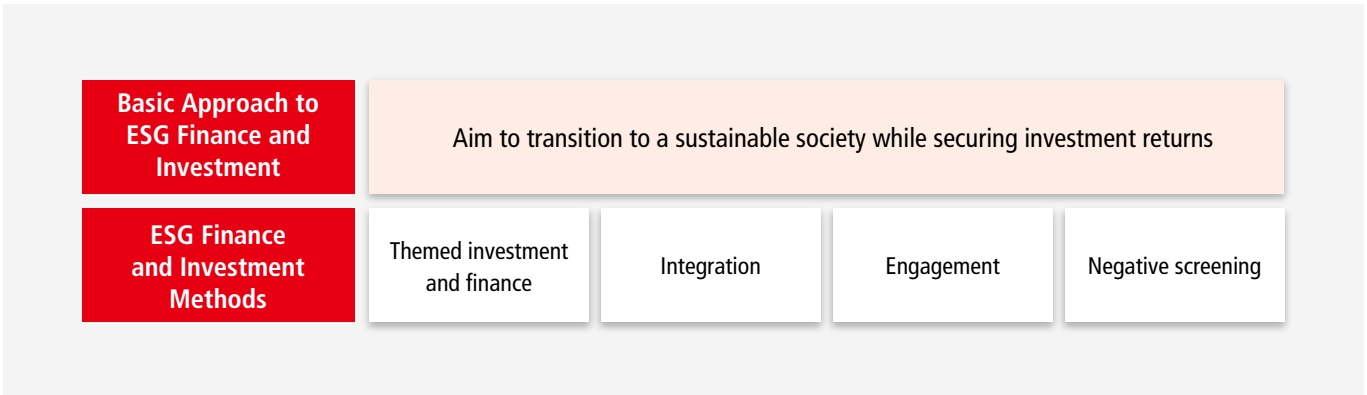 Basic Approach to
ESG Finance and
Investment
Aim to transition to a sustainable society while securing investment returns
ESG Finance
and Investment
Methods
Themed investment
and finance
Integration
Engagement
Negative screening